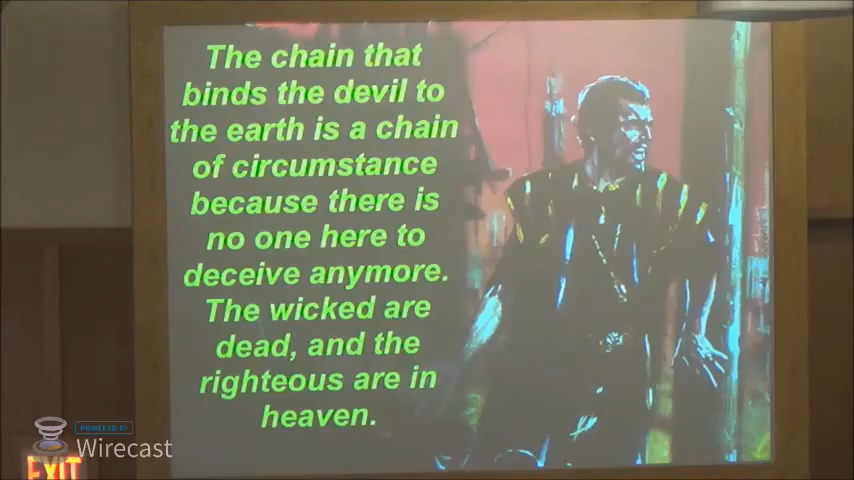 The chain that
binds the devil to
the earth is a chain
of circumstance
because there is
no one here to
deceive anymore.
The wicked are
dead, and the
righteous are in
heaven.
POWERED BY
Wirecast
EXIT